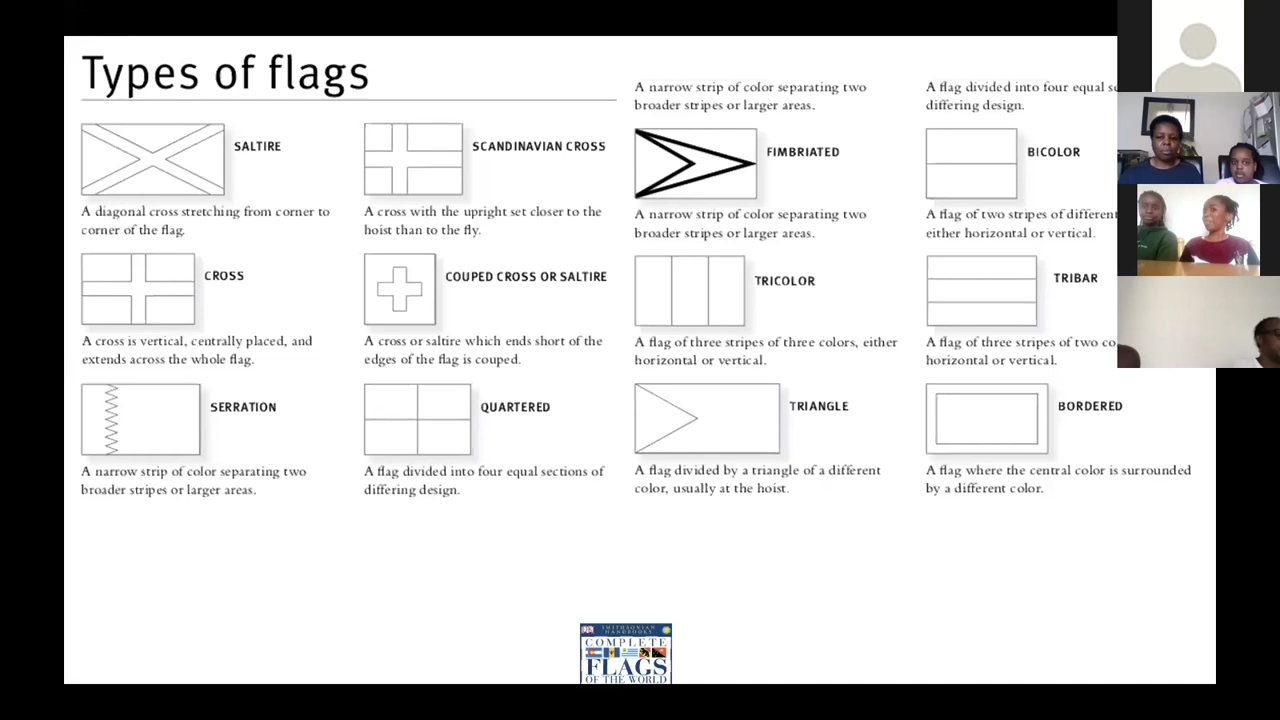 Types of flags
SALTIRE
A diagonal cross stretching from corner to
corner of the flag.
SCANDINAVIAN CROSS
A cross with the upright set closer to the
hoist than to the fly.
CROSS
A cross is vertical, centrally placed, and
extends across the whole flag.
COUPED CROSS OR SALTIRE
A cross or saltire which ends short of the
edges of the flag is couped.
SERRATION
A narrow strip of color separating two
broader stripes or larger areas.
QUARTERED
A flag divided into four equal sections of
differing design.
A narrow strip of color separating two
broader stripes or larger areas.
FIMBRIATED
A narrow strip of color separating two
broader stripes or larger areas.
TRICOLOR
A flag of three stripes of three colors, either
horizontal or vertical.
TRIANGLE
A flag divided by a triangle of a different
color, usually at the hoist.
A flag divided into four equal
differing design.
BICOLOR
A flag of two stripes of different
either horizontal or vertical.
TRIBAR
A flag of three stripes of two
horizontal or vertical.
BORDERED
A flag where the central color is surrounded
by a different color.
DK SMITHSONIAN
HANDBOOKS
COMPLETE
FLAGS
OF THE WORLD